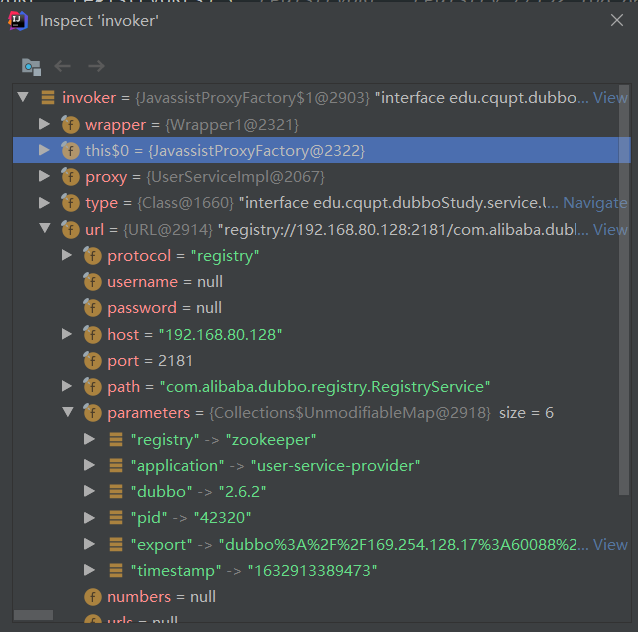 Inspect 'invoker'
invoker = {JavassistProxyFactory$1@2903} "interface edu.cqupt.dubbo... View
wrapper = {Wrapper1@2321}
this$0 = {JavassistProxyFactory@2322}
proxy = {UserServiceImpl@2067}
type = {Class@1660} "interface edu.cqupt.dubboStudy.service.U... Navigate
url = {URL@2914} "registry://192.168.80.128:2181/com.alibaba.dubl... View
protocol = "registry"
username = null
password = null
host = "192.168.80.128"
port = 2181
path = "com.alibaba.dubbo.registry.RegistryService"
parameters = {Collections$UnmodifiableMap@2918} size = 6
"registry" -> "zookeeper"
"application" -> "user-service-provider"
"dubbo" -> "2.6.2"
"pid" -> "42320"
"export" -> "dubbo%3A%2F%2F169.254.128.17%3A60088%2... View
"timestamp" -> "1632913389473"
numbers = null
urls = null